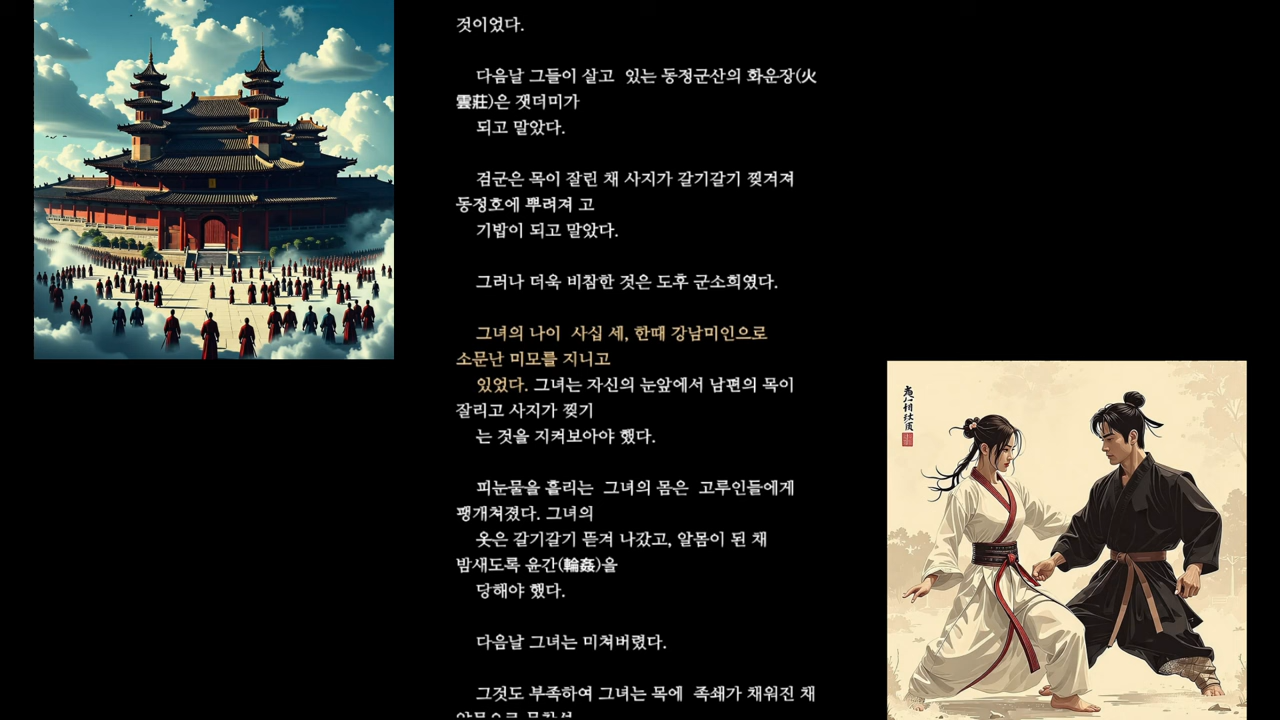 것이었다.
다음날 그들이 살고 있는 동정군산의 화운장(火
雲莊)은 잿더미가
되고 말았다.
검군은 목이 잘린 채 사지가 갈기갈기 찢겨져
동정호에 뿌려져 고
기밥이 되고 말았다.
그러나 더욱 비참한 것은 도후 군소희였다.
그녀의 나이 사십 세, 한때 강남미인으로
소문난 미모를 지니고
있었다. 그녀는 자신의 눈앞에서 남편의 목이
잘리고 사지가 찢기
는 것을 지켜보아야 했다.
피눈물을 흘리는 그녀의 몸은 고루인들에게
팽개쳐졌다. 그녀의
옷은 갈기갈기 뜯겨 나갔고, 알몸이 된 채
밤새도록 윤간(輪姦)을
당해야 했다.
다음날 그녀는 미쳐버렸다.
그것도 부족하여 그녀는 목에 족쇄가 채워진 채